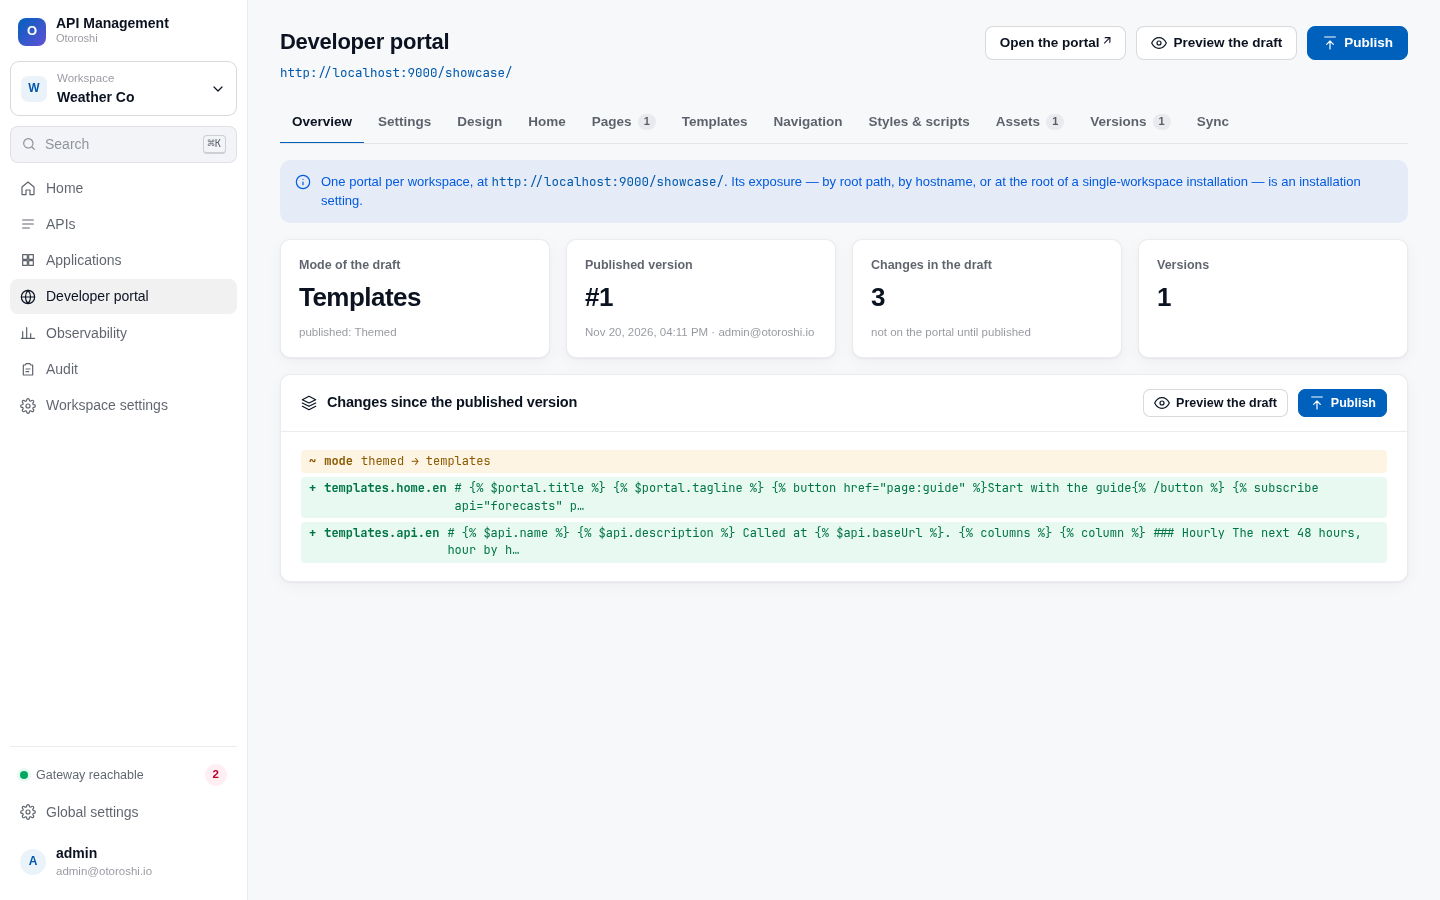 O
API Management
Otoroshi
W
Workspace
Weather Co
Search
⌘K
Home
APIs
Applications
Developer portal
Observability
Audit
Workspace settings
Gateway reachable
2
Global settings
A
admin
admin@otoroshi.io
Developer portal
Open the portal↗
Preview the draft
Publish
http://localhost:9000/showcase/
Overview
Settings
Design
Home
Pages 1
Templates
Navigation
Styles & scripts
Assets 1
Versions 1
Sync
One portal per workspace, at http://localhost:9000/showcase/. Its exposure — by root path, by hostname, or at the root of a single-workspace installation — is an installation
setting.
Mode of the draft
Templates
published: Themed
Published version
#1
Nov 20, 2026, 04:11 PM · admin@otoroshi.io
Changes in the draft
3
not on the portal until published
Versions
1
Changes since the published version
Preview the draft
Publish
~ mode themed → templates
+ templates.home.en # {% $portal.title %} {% $portal.tagline %} {% button href="page:guide" %}Start with the guide{% /button %} {% subscribe
api="forecasts" p…
+ templates.api.en # {% $api.name %} {% $api.description %} Called at {% $api.baseUrl %}. {% columns %} {% column %} ### Hourly The next 48 hours,
hour by h…